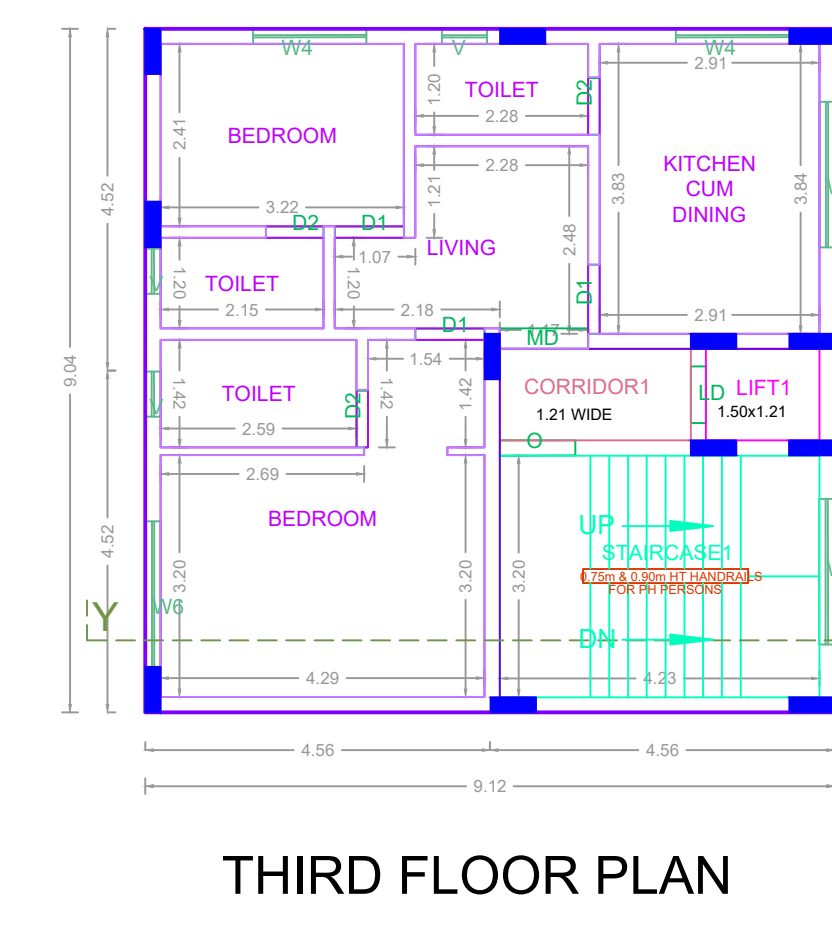 W4
V
W4
2.91
TOILET
D2
1.20
2.28
BEDROOM
2.41
KITCHEN
CUM
DINING
2.28
1.21
3.83
3.84
4.52
3.22
D2
D1
LIVING
2.48
1.07
TOILET
V
1.20
1.20
2.15
2.18
D1
2.91
D1
MD
1.54
9.04
TOILET
V
1.42
D2
1.42
1.42
2.59
CORRIDOR1
1.21 WIDE
LD
LIFT1
1.50x1.21
O
2.69
BEDROOM
4.52
UP
STAIRCASE1
0.75m & 0.90m HT HANDRAILS
FOR PH PERSONS
3.20
3.20
3.20
W6
Y
DN
4.29
4.23
4.56
4.56
9.12
THIRD FLOOR PLAN